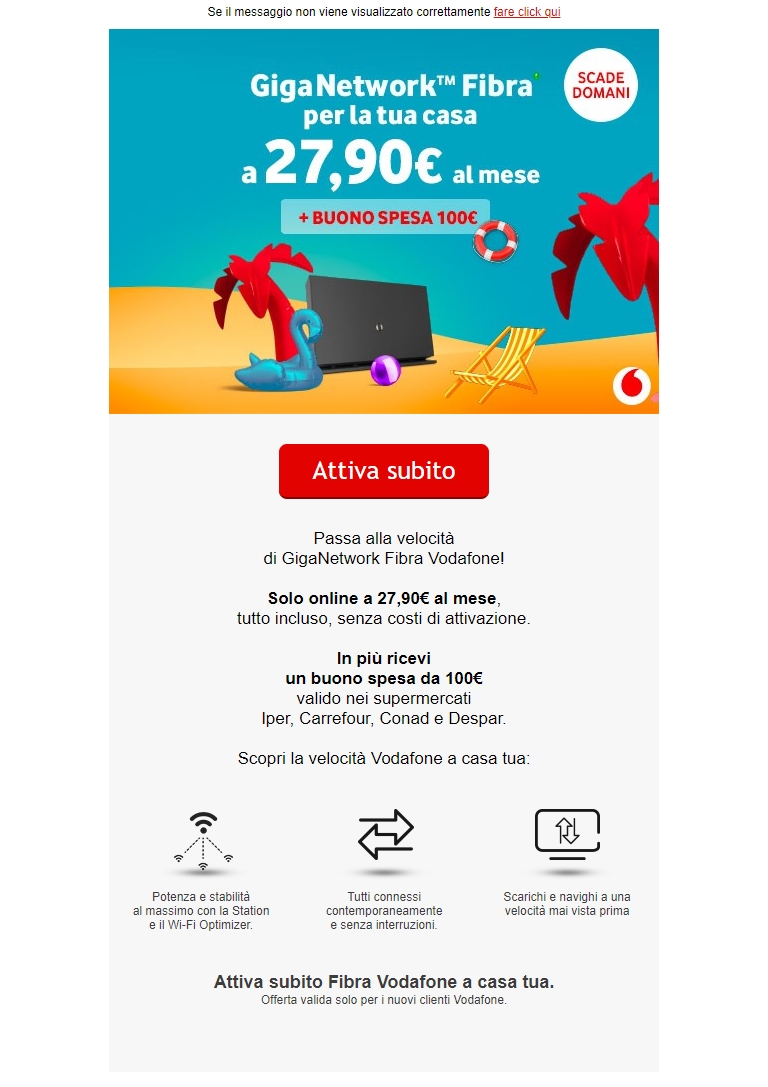 Se il messaggio non viene visualizzato correttamente fare click qui
GigaNetwork™ Fibra
per la tua casa
SCADE
DOMANI
a 27,90€ al mese
+ BUONO SPESA 100€
Attiva subito
Passa alla velocità
di GigaNetwork Fibra Vodafone!
Solo online a 27,90€ al mese,
tutto incluso, senza costi di attivazione.
In più ricevi
un buono spesa da 100€
valido nei supermercati
Iper, Carrefour, Conad e Despar.
Scopri la velocità Vodafone a casa tua:
Potenza e stabilità
al massimo con la Station
e il Wi-Fi Optimizer.
Tutti connessi
contemporaneamente
e senza interruzioni.
Scarichi e navighi a una
velocità mai vista prima
Attiva subito Fibra Vodafone a casa tua.
Offerta valida solo per i nuovi clienti Vodafone.